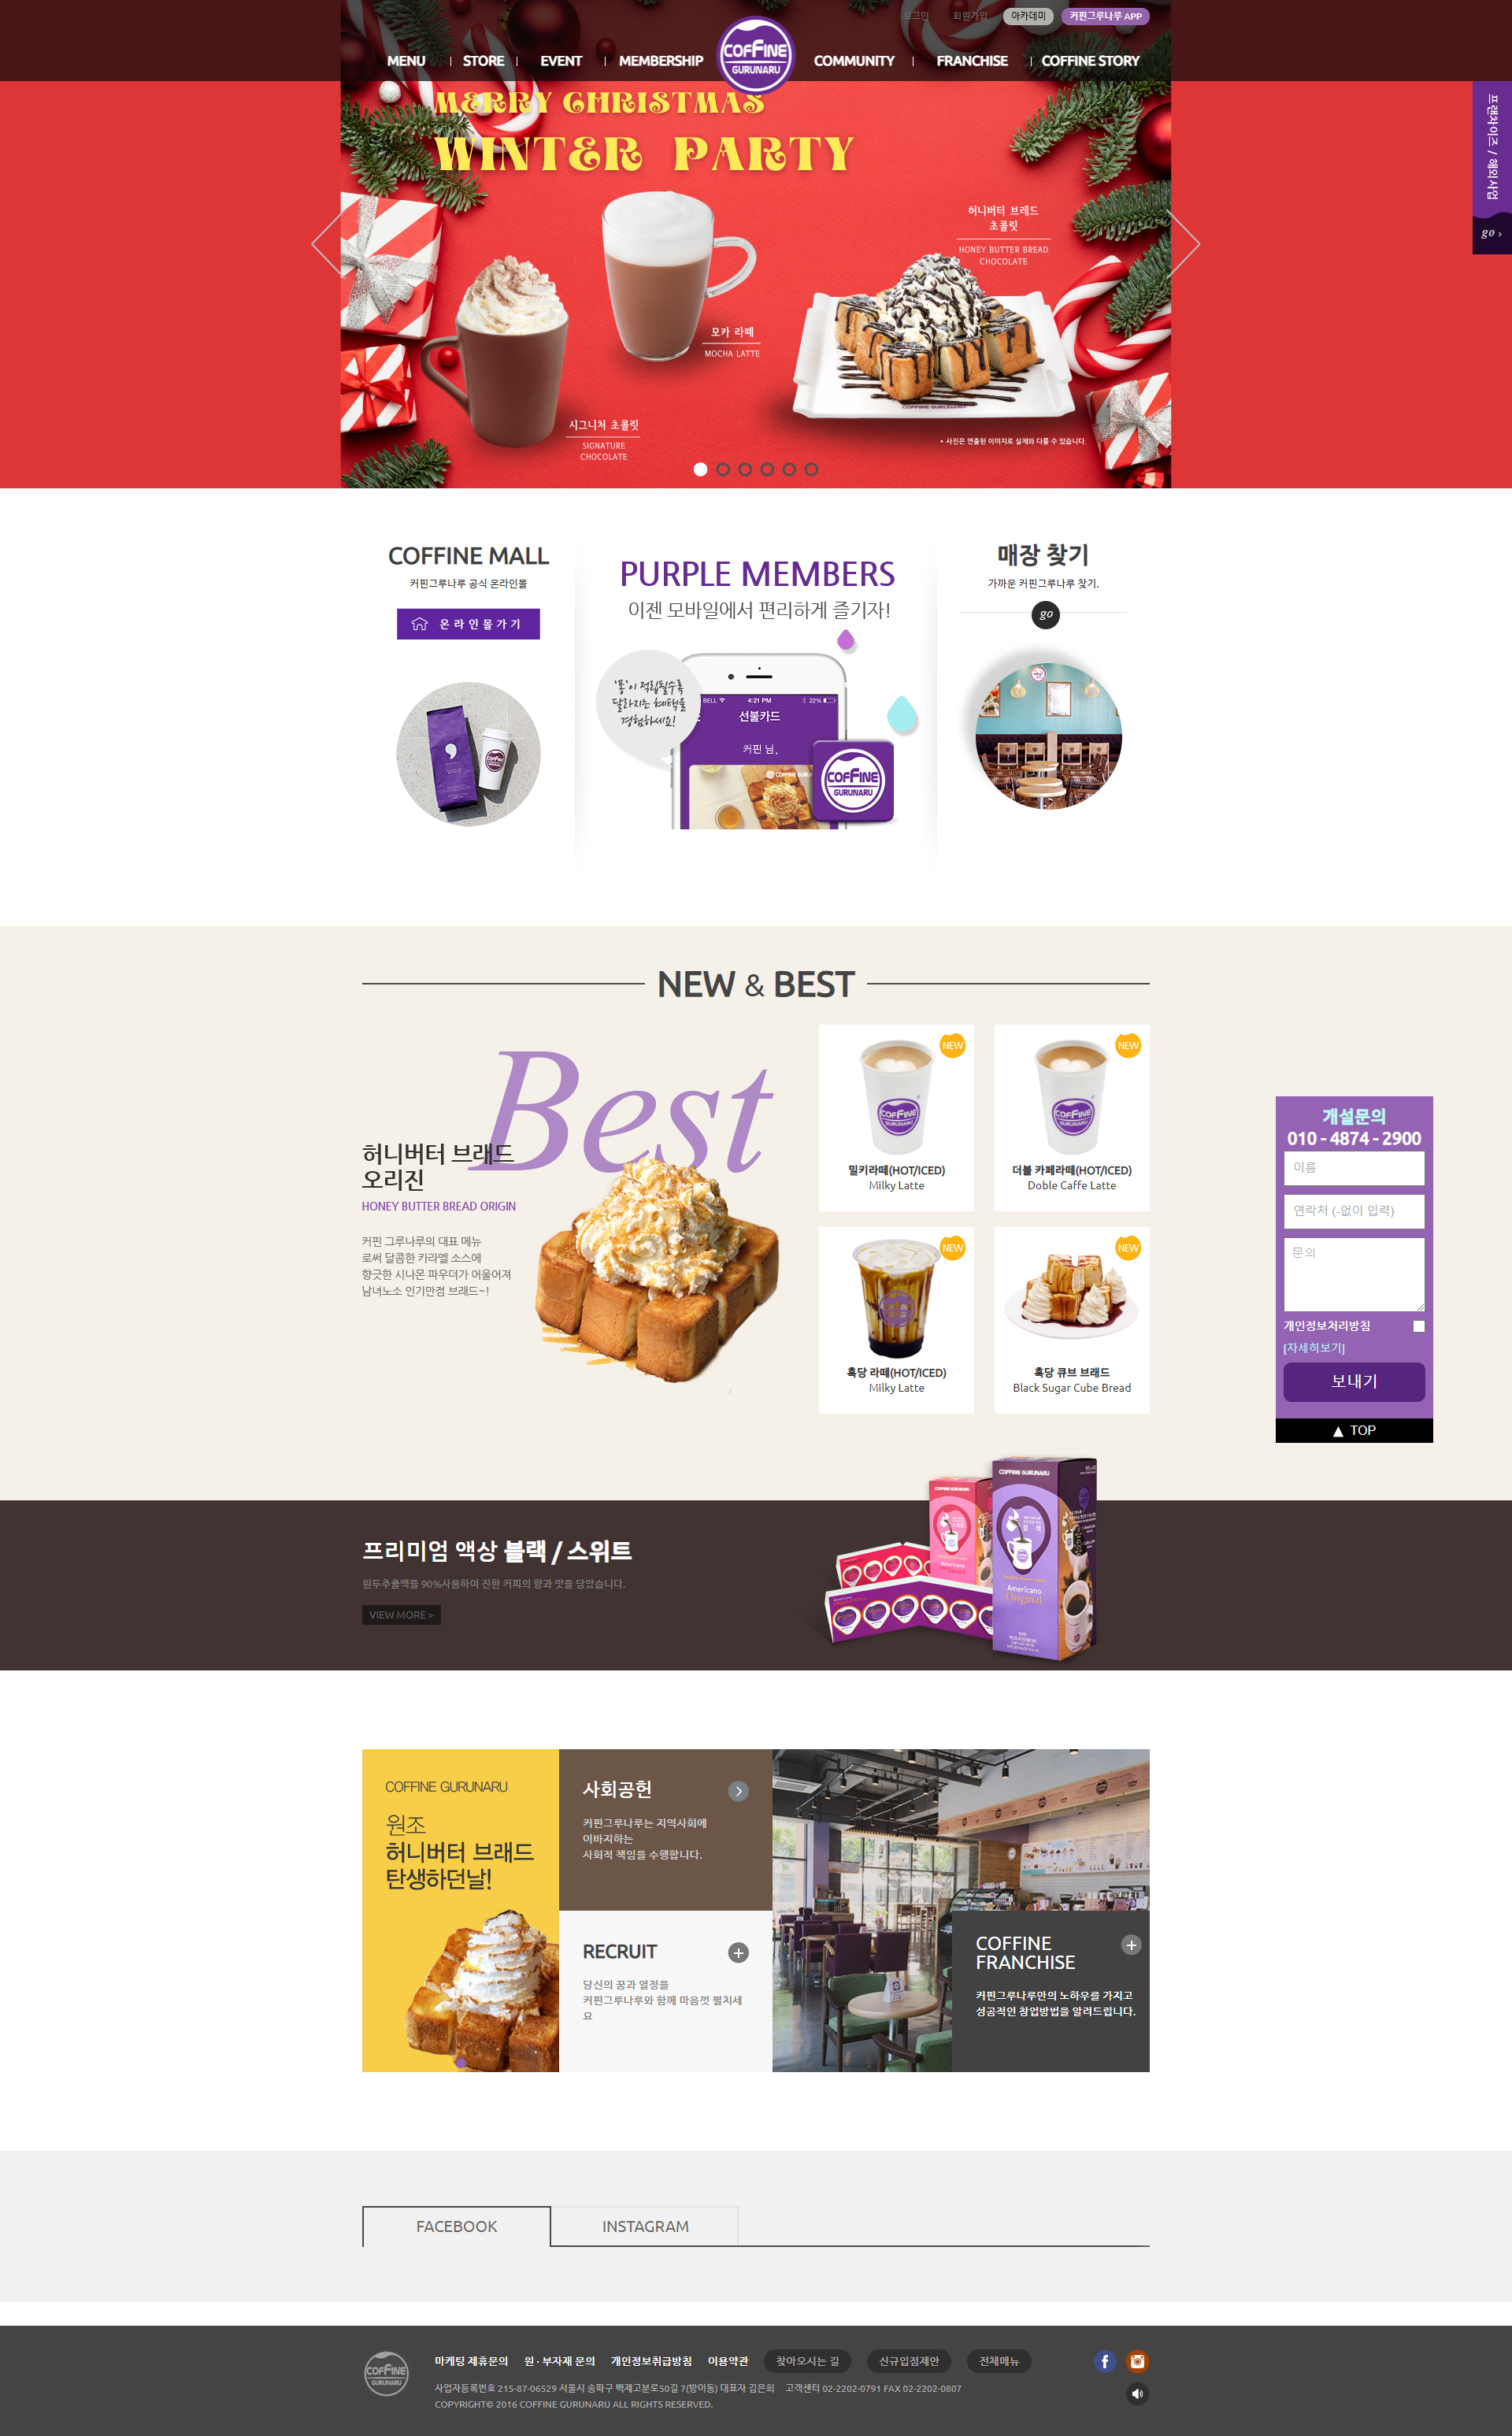 로그인 회원가입 아카데미 커핀그루나루 APP
MENU STORE EVENT MEMBERSHIP COFFINE GURUNARU COMMUNITY FRANCHISE COFFINE STORY
MERRY CHRISTMAS
WINTER PARTY
프랜차이즈 / 해외사업
go >
허니버터 브레드
초콜릿
HONEY BUTTER BREAD
CHOCOLATE
모카 라떼
MOCHA LATTE
시그니처 초콜릿
SIGNATURE
CHOCOLATE
COFFINE GURUNARU
• 사진은 연출된 이미지로 실제와 다를 수 있습니다.
COFFINE MALL
커핀그루나루 공식 온라인몰
온라인몰가기
PURPLE MEMBERS
이젠 모바일에서 편리하게 즐기자!
'퐁'이 적립될수록
달라지는 혜택을
경험하세요!
BELL 4:21 PM 22%
선불카드
커핀 님,
COFFINE
GURUNARU
매장 찾기
가까운 커핀그루나루 찾기.
go
NEW & BEST
Best
허니버터 브래드
오리진
HONEY BUTTER BREAD ORIGIN
커핀 그루나루의 대표 메뉴
로써 달콤한 카라멜 소스에
향긋한 시나몬 파우더가 어울어져
남녀노소 인기만점 브래드~!
NEW
COFFINE GURUNARU
밀키라떼(HOT/ICED)
Milky Latte
NEW
COFFINE GURUNARU
더블 카페라떼(HOT/ICED)
Doble Caffe Latte
NEW
흑당 라떼(HOT/ICED)
Milky Latte
NEW
흑당 큐브 브래드
Black Sugar Cube Bread
개설문의
010 - 4874 - 2900
이름
연락처 (-없이 입력)
문의
개인정보처리방침
[자세히보기]
보내기
▲ TOP
프리미엄 액상 블랙 / 스위트
원두추출액을 90%사용하여 진한 커피의 향과 맛을 담았습니다.
VIEW MORE >
COFFINE GURUNARU
COFFINE GURUNARU
Americano
Original
COFFINE GURUNARU
원조
허니버터 브래드
탄생하던날!
사회공헌
커핀그루나루는 지역사회에
이바지하는
사회적 책임을 수행합니다.
RECRUIT
당신의 꿈과 열정을
커핀그루나루와 함께 마음껏 펼치세
요
COFFINE
FRANCHISE
커핀그루나루만의 노하우를 가지고
성공적인 창업방법을 알려드립니다.
FACEBOOK INSTAGRAM
COFFINE
GURUNARU
마케팅 제휴문의 원 · 부자재 문의 개인정보취급방침 이용약관 찾아오시는 길 신규입점제안 전체메뉴
사업자등록번호 215-87-06529 서울시 송파구 백제고분로50길 7(방이동) 대표자 김은희 고객센터 02-2202-0791 FAX 02-2202-0807
COPYRIGHT© 2016 COFFINE GURUNARU ALL RIGHTS RESERVED.